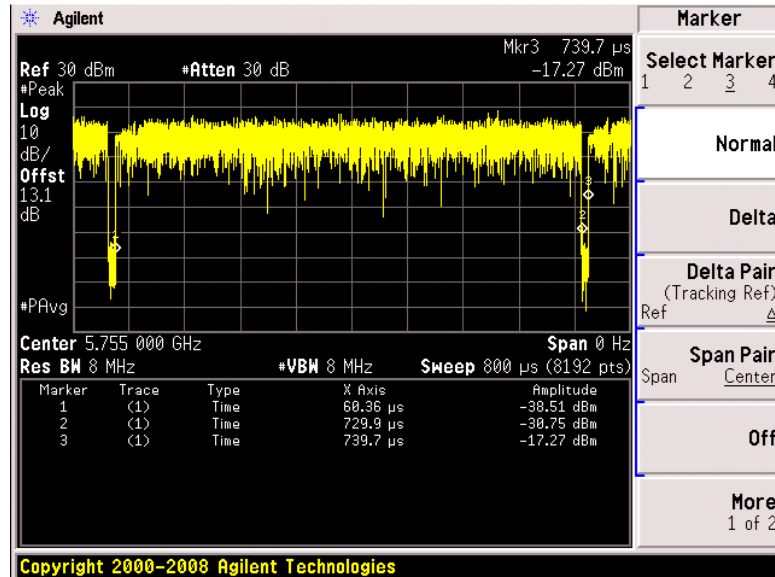 Agilent
Marker
Mkr3 739.7 µs
Ref 30 dBm #Atten 30 dB -17.27 dBm
#Peak
Log
10
dB/
Offst
13.1
dB
#PAvg
1
2
3
Center 5.755 000 GHz Span 0 Hz
Res BW 8 MHz #VBW 8 MHz Sweep 800 µs (8192 pts)
Marker Trace Type X Axis Amplitude
1 (1) Time 60.36 µs -38.51 dBm
2 (1) Time 729.9 µs -30.75 dBm
3 (1) Time 739.7 µs -17.27 dBm
Select Marker
1 2 3 4
Normal
Delta
Delta Pair
(Tracking Ref)
Ref Δ
Span Pair
Span Center
Off
More
1 of 2
Copyright 2000-2008 Agilent Technologies